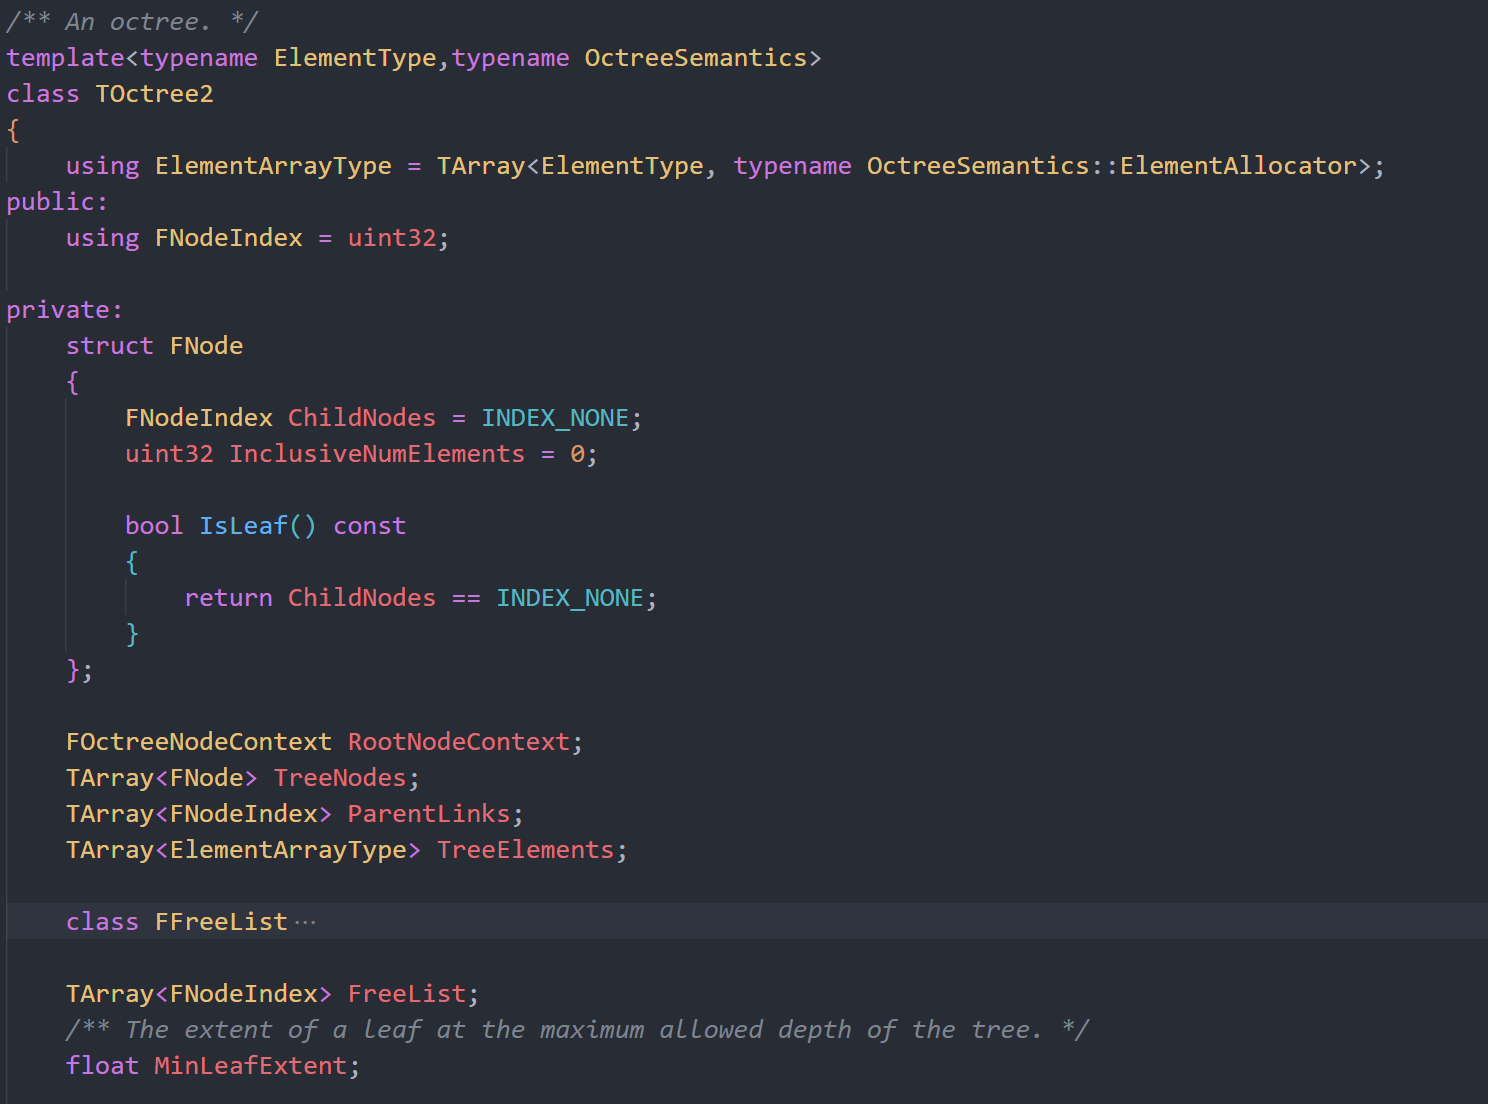 /** An octree. */
template<typename ElementType,typename OctreeSemantics>
class TOctree2
{
    using ElementArrayType = TArray<ElementType, typename OctreeSemantics::ElementAllocator>;
public:
    using FNodeIndex = uint32;

private:
    struct FNode
    {
        FNodeIndex ChildNodes = INDEX_NONE;
        uint32 InclusiveNumElements = 0;

        bool IsLeaf() const
        {
            return ChildNodes == INDEX_NONE;
        }
    };

    FOctreeNodeContext RootNodeContext;
    TArray<FNode> TreeNodes;
    TArray<FNodeIndex> ParentLinks;
    TArray<ElementArrayType> TreeElements;

    class FFreeList⋯

    TArray<FNodeIndex> FreeList;
    /** The extent of a leaf at the maximum allowed depth of the tree. */
    float MinLeafExtent;